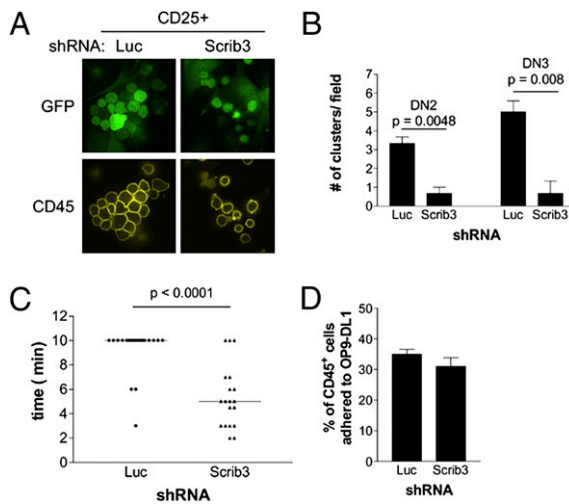 A
CD25+
shRNA: Luc Scrib3
GFP
CD45
B
# of clusters/ field
7
6
5
4
3
2
1
0
DN2
p = 0.0048
DN3
p = 0.008
Luc Scrib3 Luc Scrib3
shRNA
C
p < 0.0001
time ( min)
12
10
8
6
4
2
0
Luc Scrib3
shRNA
D
% of CD45+ cells
adhered to OP9-DL1
50
40
30
20
10
0
Luc Scrib3
shRNA